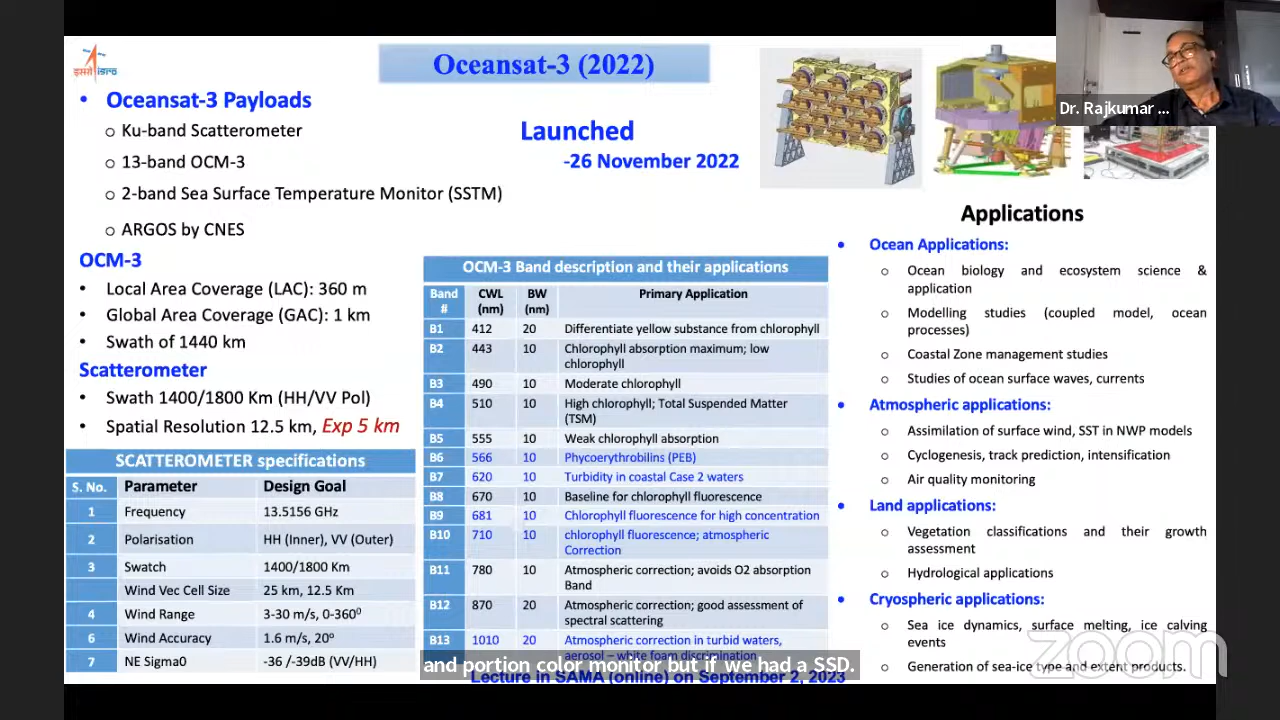 इसरो isro
Oceansat-3 (2022)
Dr. Rajkumar ...
• Oceansat-3 Payloads
o Ku-band Scatterometer
o 13-band OCM-3
o 2-band Sea Surface Temperature Monitor (SSTM)
o ARGOS by CNES
Launched
-26 November 2022
OCM-3
• Local Area Coverage (LAC): 360 m
• Global Area Coverage (GAC): 1 km
• Swath of 1440 km
Scatterometer
• Swath 1400/1800 Km (HH/VV Pol)
• Spatial Resolution 12.5 km, Exp 5 km
SCATTEROMETER specifications
S. No. Parameter Design Goal
1 Frequency 13.5156 GHz
2 Polarisation HH (Inner), VV (Outer)
3 Swatch 1400/1800 Km
Wind Vec Cell Size 25 km, 12.5 Km
4 Wind Range 3-30 m/s, 0-360⁰
6 Wind Accuracy 1.6 m/s, 20°
7 NE Sigma0 -36 /-39dB (VV/HH)
OCM-3 Band description and their applications
Band CWL BW Primary Application
# (nm) (nm)
B1 412 20 Differentiate yellow substance from chlorophyll
B2 443 10 Chlorophyll absorption maximum; low
chlorophyll
B3 490 10 Moderate chlorophyll
B4 510 10 High chlorophyll; Total Suspended Matter
(TSM)
B5 555 10 Weak chlorophyll absorption
B6 566 10 Phycoerythrobilins (PEB)
B7 620 10 Turbidity in coastal Case 2 waters
B8 670 10 Baseline for chlorophyll fluorescence
B9 681 10 Chlorophyll fluorescence for high concentration
B10 710 10 chlorophyll fluorescence; atmospheric
Correction
B11 780 10 Atmospheric correction; avoids O2 absorption
Band
B12 870 20 Atmospheric correction; good assessment of
spectral scattering
B13 1010 20 Atmospheric correction in turbid waters,
aerosol – white foam discrimination
and portion color monitor but if we had a SSD.
Lecture in SAMA (online) on September 2, 2023
Applications
• Ocean Applications:
o Ocean biology and ecosystem science &
application
o Modelling studies (coupled model, ocean
processes)
o Coastal Zone management studies
o Studies of ocean surface waves, currents
• Atmospheric applications:
o Assimilation of surface wind, SST in NWP models
o Cyclogenesis, track prediction, intensification
o Air quality monitoring
• Land applications:
o Vegetation classifications and their growth
assessment
o Hydrological applications
• Cryospheric applications:
o Sea ice dynamics, surface melting, ice calving
events
o Generation of sea-ice type and extent products.
zoom